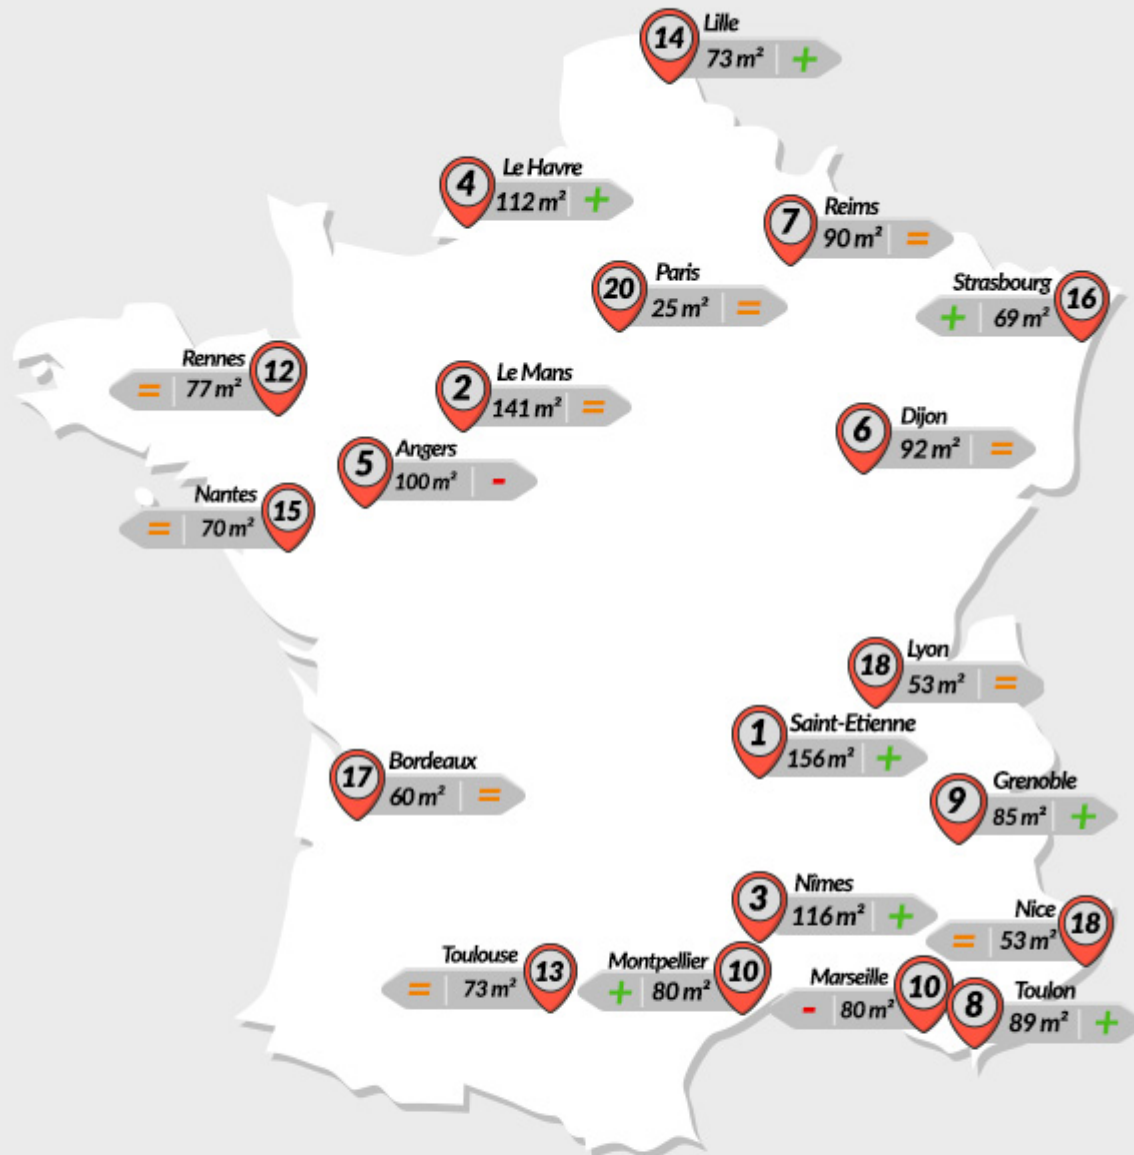 Lille
14 73 m² +
Le Havre
4 112 m² +
Reims
7 90 m² =
Paris
20 25 m² =
Strasbourg
+ 69 m² 16
Rennes
= 77 m² 12
Le Mans
2 141 m² =
Dijon
6 92 m² =
Angers
5 100 m² -
Nantes
= 70 m² 15
Lyon
18 53 m² =
Saint-Etienne
1 156 m² +
Bordeaux
17 60 m² =
Grenoble
9 85 m² +
Nîmes
3 116 m² +
Nice
= 53 m² 18
Toulouse
= 73 m² 13
Montpellier
+ 80 m² 10
Marseille
- 80 m² 10
Toulon
8 89 m² +